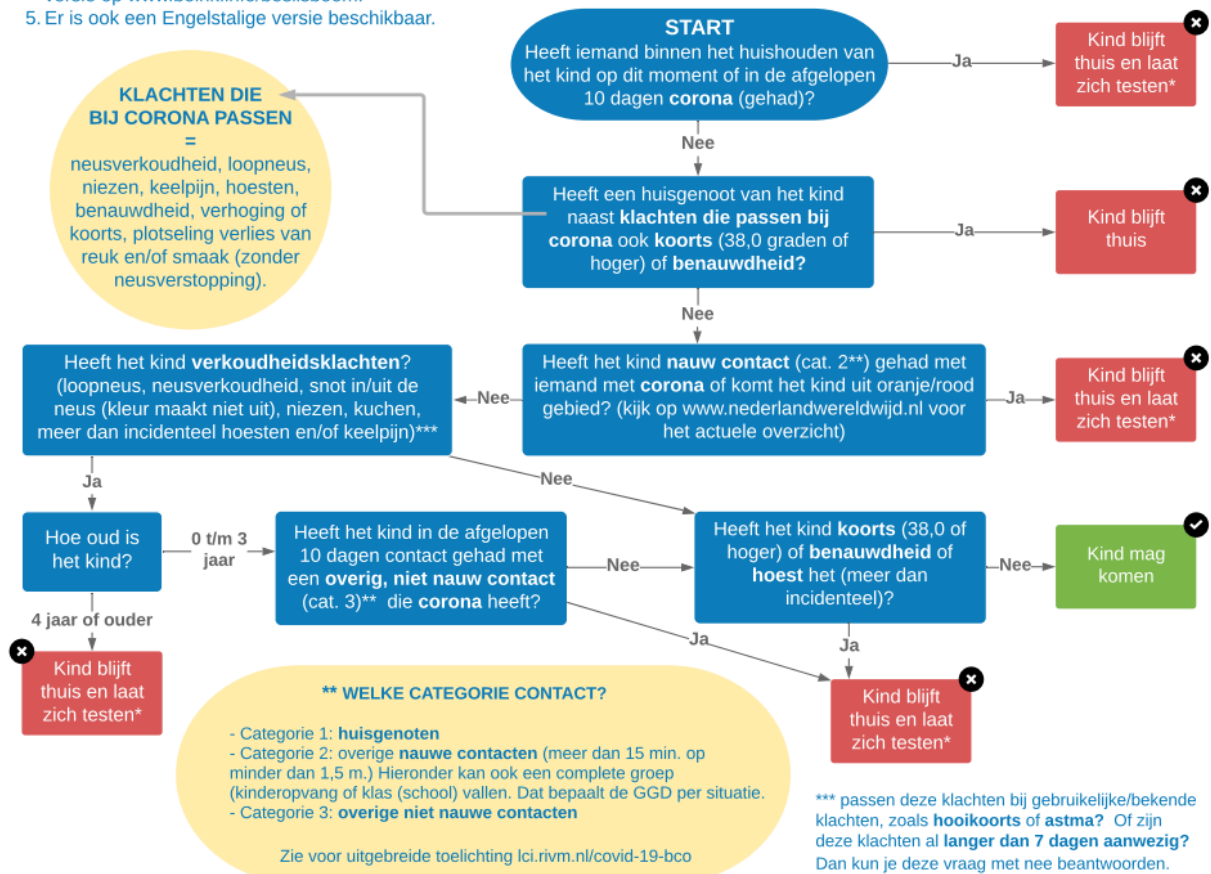 5. Er is ook een Engelstalige versie beschikbaar.
START
Heeft iemand binnen het huishouden van
het kind op dit moment of in de afgelopen
10 dagen corona (gehad)?
Ja
Kind blijft
thuis en laat
zich testen*
KLACHTEN DIE
BIJ CORONA PASSEN
=
neusverkoudheid, loopneus,
niezen, keelpijn, hoesten,
benauwdheid, verhoging of
koorts, plotseling verlies van
reuk en/of smaak (zonder
neusverstopping).
Nee
Heeft een huisgenoot van het kind
naast klachten die passen bij
corona ook koorts (38,0 graden of
hoger) of benauwdheid?
Ja
Kind blijft
thuis
Nee
Heeft het kind nauw contact (cat. 2**) gehad met
iemand met corona of komt het kind uit oranje/rood
gebied? (kijk op www.nederlandwereldwijd.nl voor
het actuele overzicht)
Ja
Kind blijft
thuis en laat
zich testen*
Nee
Heeft het kind verkoudheidsklachten?
(loopneus, neusverkoudheid, snot in/uit de
neus (kleur maakt niet uit), niezen, kuchen,
meer dan incidenteel hoesten en/of keelpijn)***
Ja
Nee
Hoe oud is
het kind?
0 t/m 3
jaar
Heeft het kind in de afgelopen
10 dagen contact gehad met
een overig, niet nauw contact
(cat. 3)** die corona heeft?
Nee
Heeft het kind koorts (38,0 of
hoger) of benauwdheid of
hoest het (meer dan
incidenteel)?
Nee
Kind mag
komen
4 jaar of ouder
Kind blijft
thuis en laat
zich testen*
Ja
Ja
Kind blijft
thuis en laat
zich testen*
** WELKE CATEGORIE CONTACT?
- Categorie 1: huisgenoten
- Categorie 2: overige nauwe contacten (meer dan 15 min. op
minder dan 1,5 m.) Hieronder kan ook een complete groep
(kinderopvang of klas (school) vallen. Dat bepaalt de GGD per situatie.
- Categorie 3: overige niet nauwe contacten
Zie voor uitgebreide toelichting lci.rivm.nl/covid-19-bco
*** passen deze klachten bij gebruikelijke/bekende
klachten, zoals hooikoorts of astma? Of zijn
deze klachten al langer dan 7 dagen aanwezig?
Dan kun je deze vraag met nee beantwoorden.